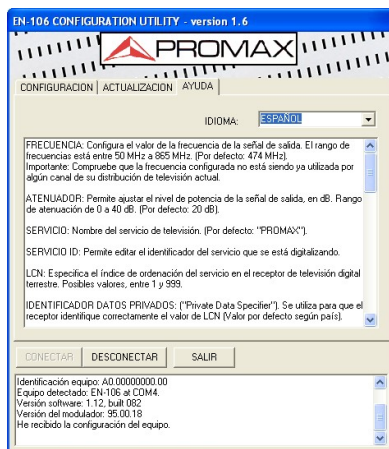 EN-106 CONFIGURATION UTILITY - version 1.6
PROMAX
CONFIGURACION ACTUALIZACION AYUDA
IDIOMA: ESPAÑOL
FRECUENCIA: Configura el valor de la frecuencia de la señal de salida. El rango de
frecuencias está entre 50 MHz a 865 MHz. (Por defecto: 474 MHz).
Importante: Compruebe que la frecuencia configurada no está siendo ya utilizada por
algún canal de su distribución de televisión actual.
ATENUADOR: Permite ajustar el nivel de potencia de la señal de salida, en dB. Rango
de atenuación de 0 a 40 dB. (Por defecto: 20 dB).
SERVICIO: Nombre del servicio de televisión. (Por defecto: "PROMAX").
SERVICIO ID: Permite editar el identificador del servicio que se está digitalizando.
LCN: Especifica el índice de ordenación del servicio en el receptor de televisión digital
terrestre. Posibles valores, entre 1 y 999.
IDENTIFICADOR DATOS PRIVADOS: ("Private Data Specifier"). Se utiliza para que el
receptor identifique correctamente el valor de LCN (Valor por defecto según país).
CONECTAR DESCONECTAR SALIR
Identificación equipo: A0.00000000.00
Equipo detectado: EN-106 at COM4.
Versión software: 1.12, built 082
Versión del modulador: 95.00.18
He recibido la configuración del equipo.